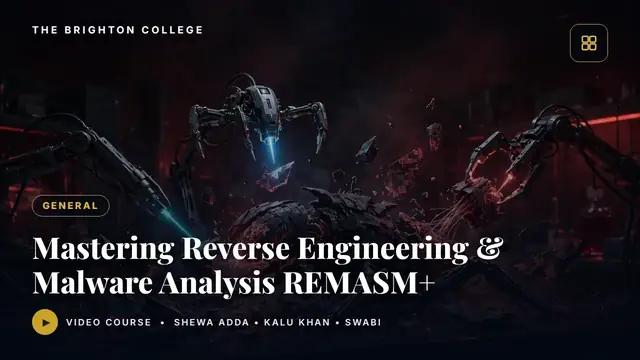 THE BRIGHTON COLLEGE
GENERAL
Mastering Reverse Engineering &
Malware Analysis REMASM+
VIDEO COURSE • SHEWA ADDA • KALU KHAN • SWABI